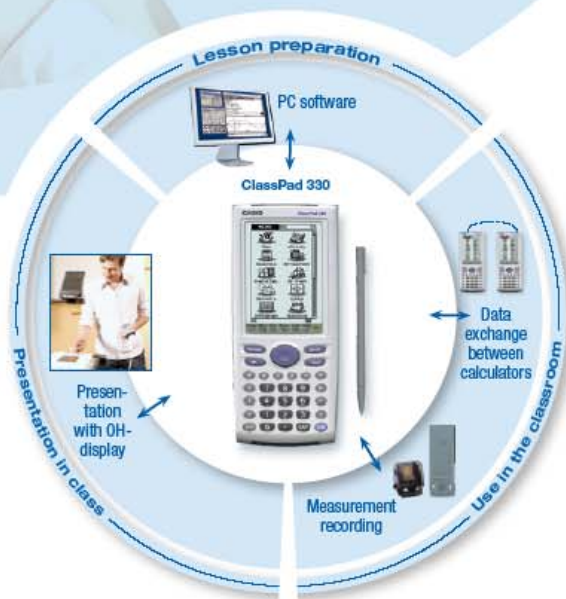 Lesson preparation
PC software
ClassPad 330
CASIO
Data
exchange
between
calculators
Presen-
tation
with OH-
display
Measurement
recording
Presentation in class
Use in the classroom